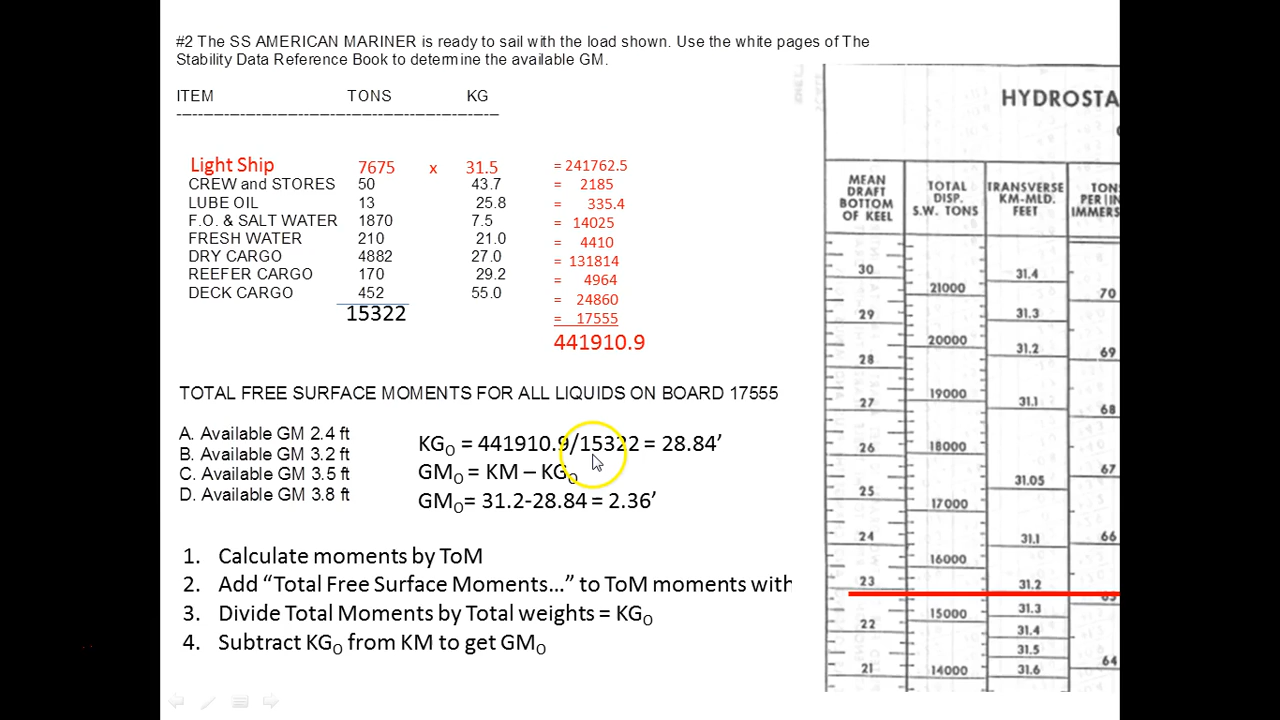 #2 The SS AMERICAN MARINER is ready to sail with the load shown. Use the white pages of The
Stability Data Reference Book to determine the available GM.
ITEM TONS KG
-----------------------------------------------------
Light Ship 7675 x 31.5 = 241762.5
CREW and STORES 50 43.7 = 2185
LUBE OIL 13 25.8 = 335.4
F.O. & SALT WATER 1870 7.5 = 14025
FRESH WATER 210 21.0 = 4410
DRY CARGO 4882 27.0 = 131814
REEFER CARGO 170 29.2 = 4964
DECK CARGO 452 55.0 = 24860
= 17555
15322
441910.9
TOTAL FREE SURFACE MOMENTS FOR ALL LIQUIDS ON BOARD 17555
A. Available GM 2.4 ft
B. Available GM 3.2 ft
C. Available GM 3.5 ft
D. Available GM 3.8 ft
KGO = 441910.9/15322 = 28.84’
GMO = KM – KGO
GMO= 31.2-28.84 = 2.36’
1. Calculate moments by ToM
2. Add “Total Free Surface Moments…” to ToM moments with
3. Divide Total Moments by Total weights = KGO
4. Subtract KGO from KM to get GMO
HYDROSTA
MEAN
DRAFT
BOTTOM
OF KEEL
TOTAL
DISP.
S.W. TONS
TRANSVERSE
KM-MLD.
FEET
TONS
PER IN
IMMERS
30
29
28
27
26
25
24
23
22
21
21000
20000
19000
18000
17000
16000
15000
14000
31.4
31.3
31.2
31.1
31.05
31.1
31.2
31.3
31.4
31.5
31.6
70
69
68
67
66
64